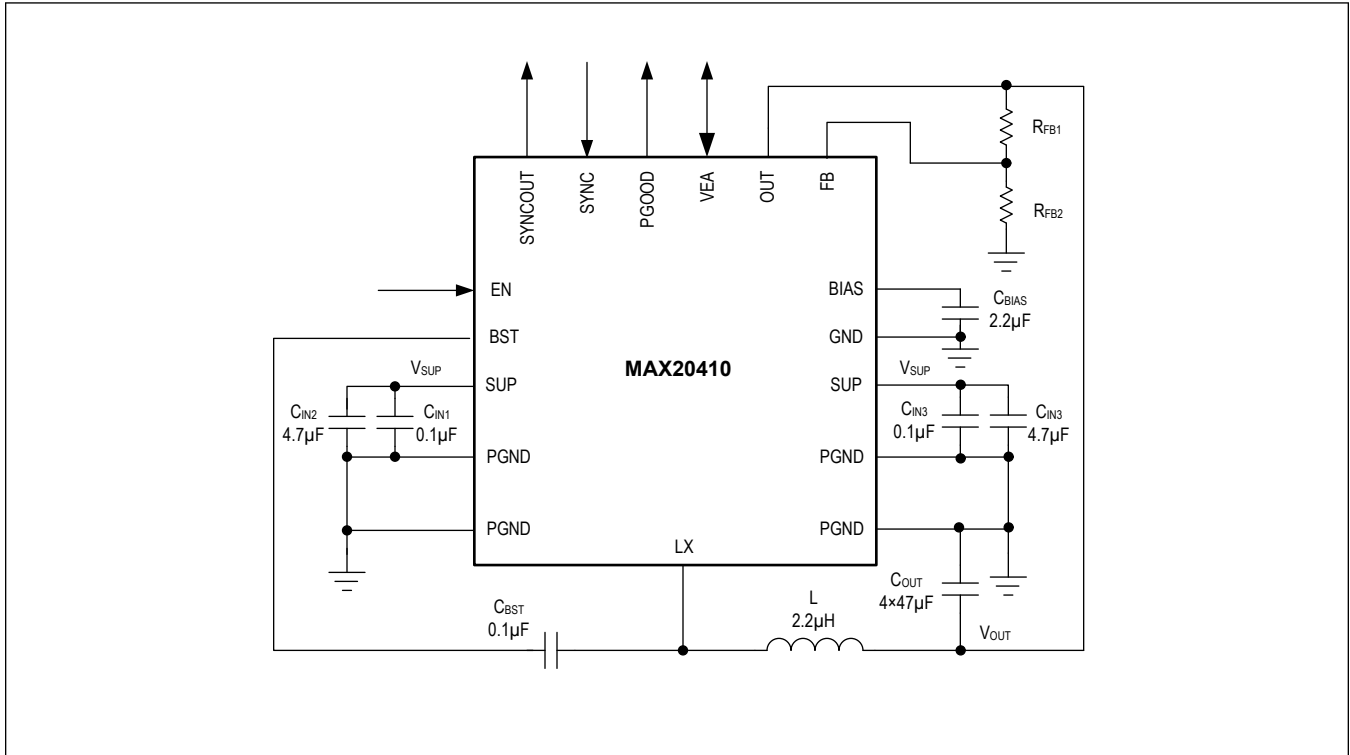 SYNCOUT
SYNC
PGOOD
VEA
OUT
FB
RFB1
RFB2
EN
BST
SUP
PGND
PGND
MAX20410
BIAS
GND
SUP
PGND
PGND
LX
CBIAS
2.2µF
VSUP
CIN2
4.7µF
CIN1
0.1µF
VSUP
CIN3
0.1µF
CIN3
4.7µF
CBST
0.1µF
L
2.2µH
COUT
4×47µF
VOUT